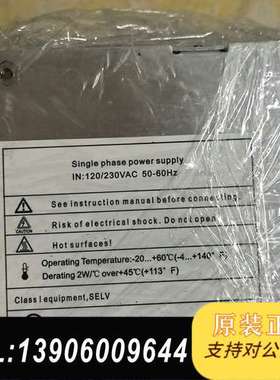 Single phase power supply
IN:120/230VAC 50-60Hz
See instruction manual before connecting.
Risk of electrical shock. Do not open
CAUTION
Hot surfaces!
Operating Temperature:-20...+60℃(-4...+140° F)
Derating 2W/℃ over+45℃(+113° F)
Class I equipment, SELV
原装正
L:13906009644
支持对公